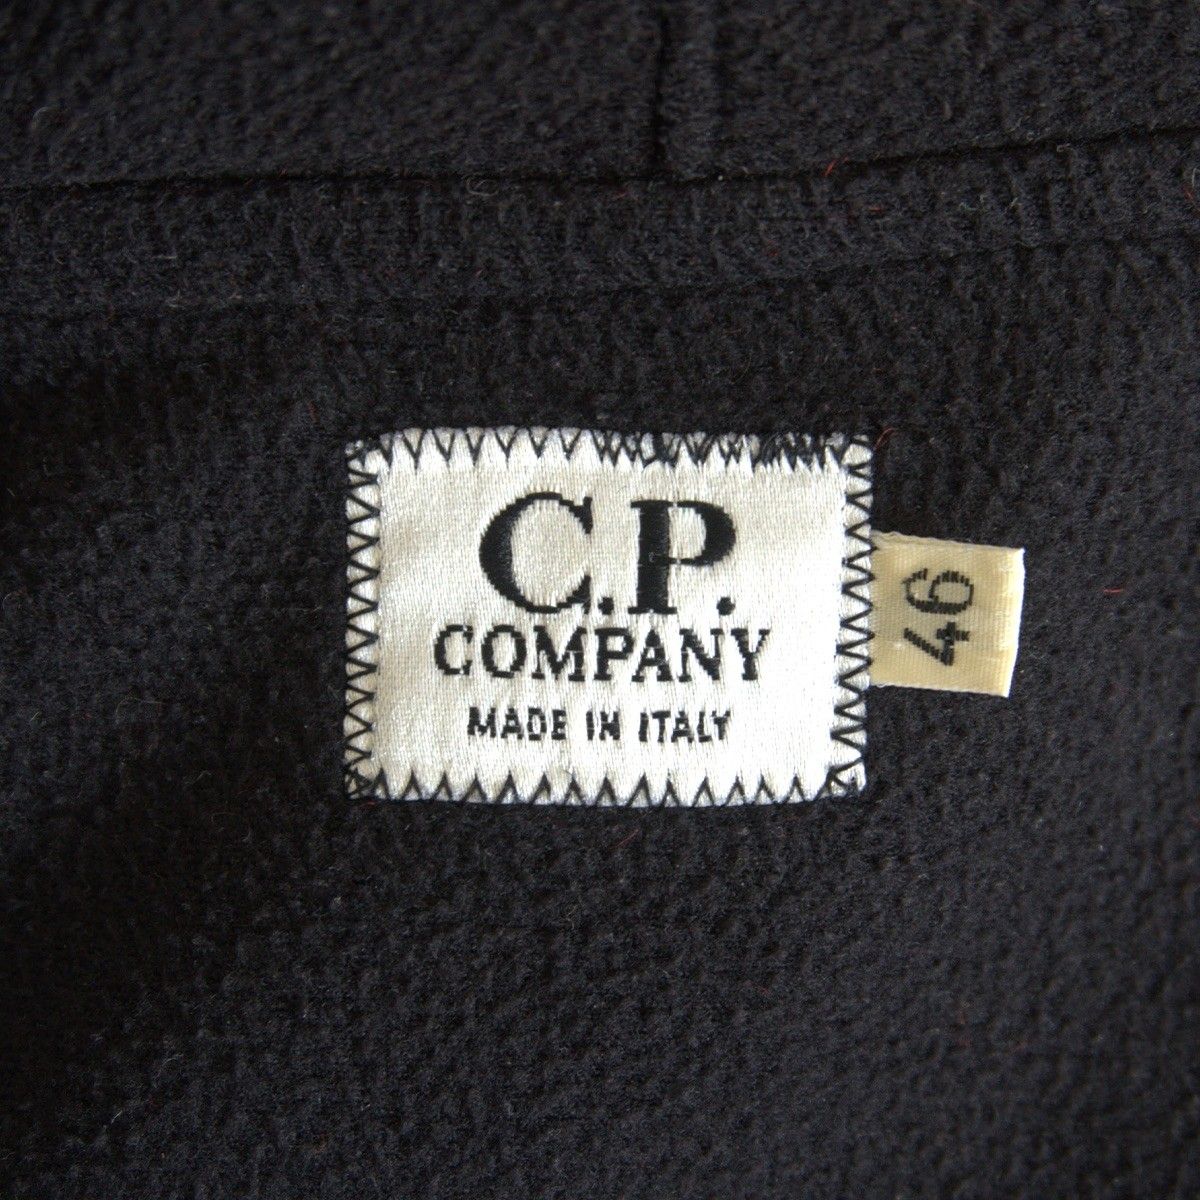 C.P.
COMPANY
MADE IN ITALY
46